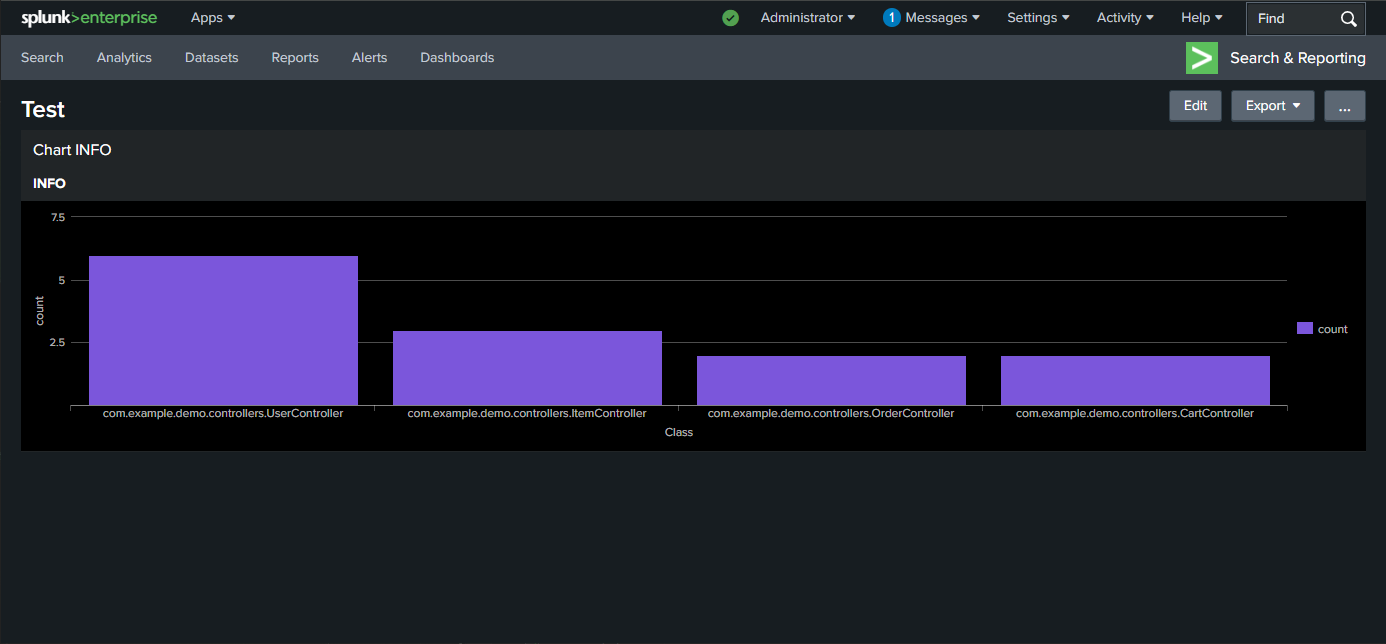 splunk>enterprise Apps Administrator 1 Messages Settings Activity Help Find
Search Analytics Datasets Reports Alerts Dashboards Search & Reporting
Test Edit Export ...
Chart INFO
INFO
7.5
5
2.5
count
count
com.example.demo.controllers.UserController com.example.demo.controllers.ItemController com.example.demo.controllers.OrderController com.example.demo.controllers.CartController
Class